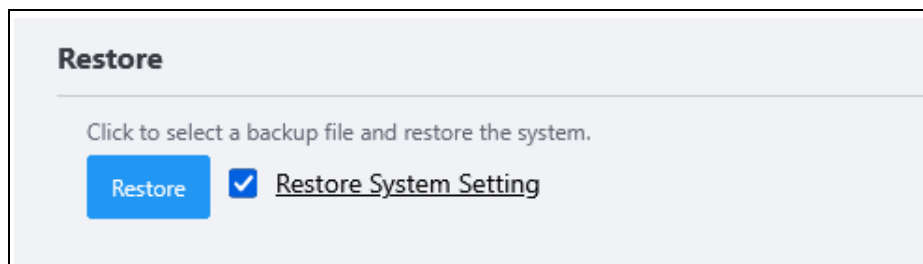 Restore
Click to select a backup file and restore the system.
Restore Restore System Setting